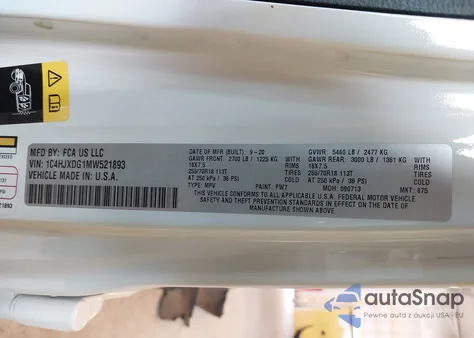 MFD BY: FCA US LLC
VIN: 1C4HJXDG1MW521893
VEHICLE MADE IN: U.S.A.
DATE OF MFR (BUILT) 9-20 GVWR: 5460 LB / 2477 KG
GAWR FRONT: 2700 LB / 1225 KG WITH GAWR REAR: 3000 LB / 1361 KG WITH
18X7.5 RIMS 18X7.5 RIMS
255/70R18 113T TIRES 255/70R18 113T TIRES
AT 250 kPa / 36 PSI COLD AT 250 kPa / 36 PSI COLD
TYPE: MPV PAINT: PW7 MDH: 090713 MKT: 875
THIS VEHICLE CONFORMS TO ALL APPLICABLE U.S.A. FEDERAL MOTOR VEHICLE
SAFETY AND THEFT PREVENTION STANDARDS IN EFFECT ON THE DATE OF
MANUFACTURE SHOWN ABOVE.
113T
PSI
21893
autoSnap
Pewne auta z aukcji USA - EU